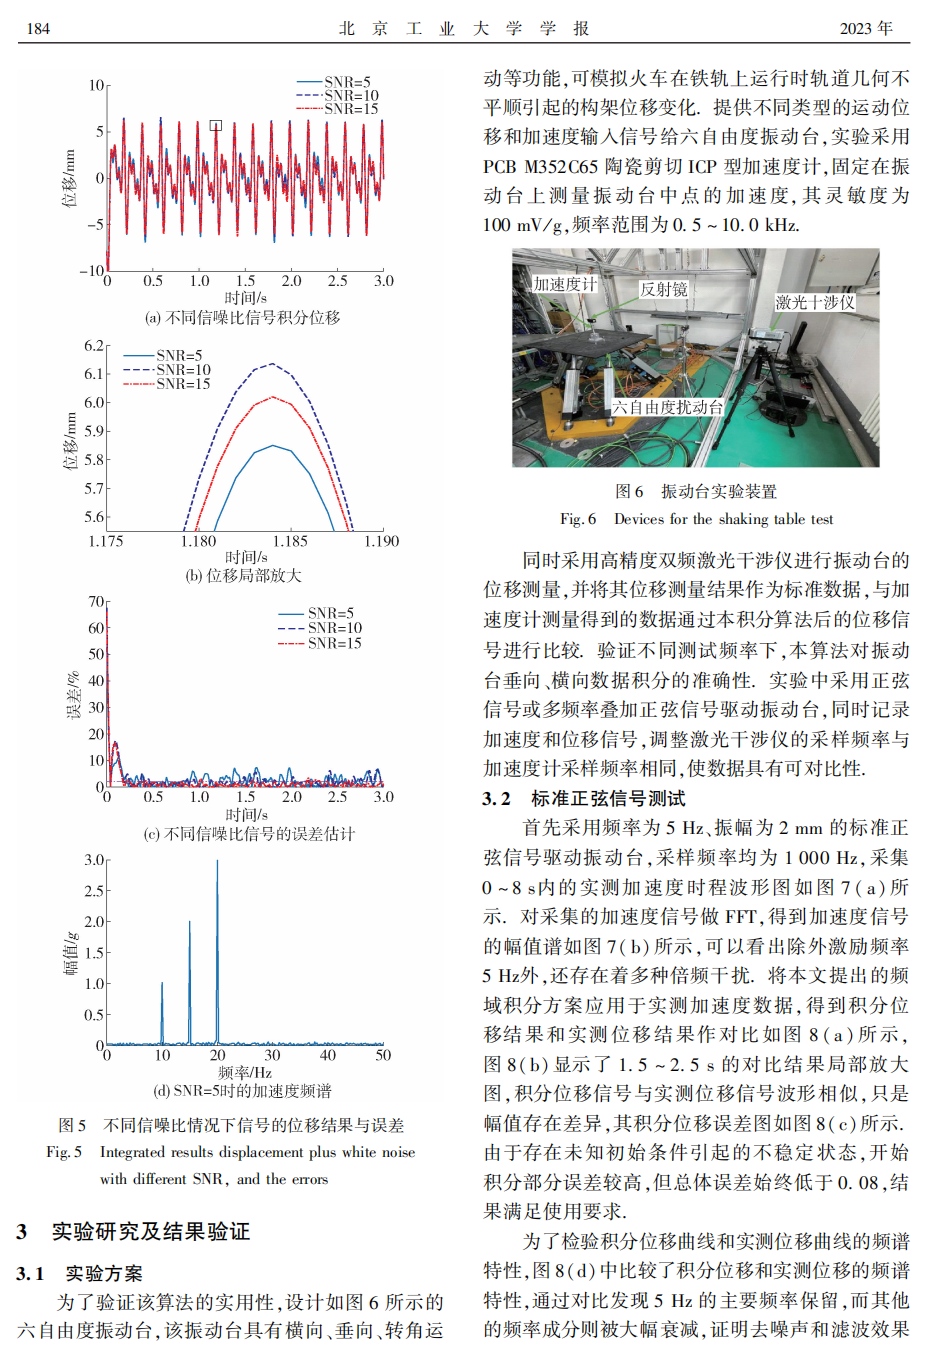 184
北 京 工 业 大 学 学 报
2023 年
10
5
0
−5
−10
位移/mm
SNR=5
SNR=10
SNR=15
0 0.5 1.0 1.5 2.0 2.5 3.0
时间/s
(a) 不同信噪比信号积分位移
6.2
6.1
6.0
5.9
5.8
5.7
5.6
位移/mm
SNR=5
SNR=10
SNR=15
1.175 1.180 1.185 1.190
时间/s
(b) 位移局部放大
70
60
50
40
30
20
10
0
误差/%
SNR=5
SNR=10
SNR=15
0 0.5 1.0 1.5 2.0 2.5 3.0
时间/s
(c) 不同信噪比信号的误差估计
3.0
2.5
2.0
1.5
1.0
0.5
0
幅值/g
0 10 20 30 40 50
频率/Hz
(d) SNR=5时的加速度频谱
图 5 不同信噪比情况下信号的位移结果与误差
Fig. 5 Integrated results displacement plus white noise
with different SNR, and the errors
3 实验研究及结果验证
3. 1 实验方案
为了验证该算法的实用性,设计如图 6 所示的
六自由度振动台,该振动台具有横向、垂向、转角运
动等功能,可模拟火车在铁轨上运行时轨道几何不
平顺引起的构架位移变化. 提供不同类型的运动位
移和加速度输入信号给六自由度振动台,实验采用
PCB M352C65 陶瓷剪切 ICP 型加速度计,固定在振
动台上测量振动台中点的加速度,其灵敏度为
100 mV/g,频率范围为 0. 5 ~ 10. 0 kHz.
加速度计
反射镜
激光干涉仪
六自由度扰动台
图 6 振动台实验装置
Fig. 6 Devices for the shaking table test
同时采用高精度双频激光干涉仪进行振动台的
位移测量,并将其位移测量结果作为标准数据,与加
速度计测量得到的数据通过本积分算法后的位移信
号进行比较. 验证不同测试频率下,本算法对振动
台垂向、横向数据积分的准确性. 实验中采用正弦
信号或多频率叠加正弦信号驱动振动台,同时记录
加速度和位移信号,调整激光干涉仪的采样频率与
加速度计采样频率相同,使数据具有可对比性.
3. 2 标准正弦信号测试
首先采用频率为 5 Hz、振幅为 2 mm 的标准正
弦信号驱动振动台,采样频率均为 1 000 Hz,采集
0 ~ 8 s内的实测加速度时程波形图如图 7 ( a ) 所
示. 对采集的加速度信号做 FFT,得到加速度信号
的幅值谱如图 7( b) 所示,可以看出除外激励频率
5 Hz外,还存在着多种倍频干扰. 将本文提出的频
域积分方案应用于实测加速度数据,得到积分位
移结果和实测位移结果作对比如图 8 ( a ) 所示,
图 8( b) 显示了 1. 5 ~ 2. 5 s 的对比结果局部放大
图,积分位移信号与实测位移信号波形相似,只是
幅值存在差异,其积分位移误差图如图 8( c) 所示.
由于存在未知初始条件引起的不稳定状态,开始
积分部分误差较高,但总体误差始终低于 0. 08,结
果满足使用要求.
为了检验积分位移曲线和实测位移曲线的频谱
特性,图 8( d) 中比较了积分位移和实测位移的频谱
特性,通过对比发现 5 Hz 的主要频率保留,而其他
的频率成分则被大幅衰减,证明去噪声和滤波效果